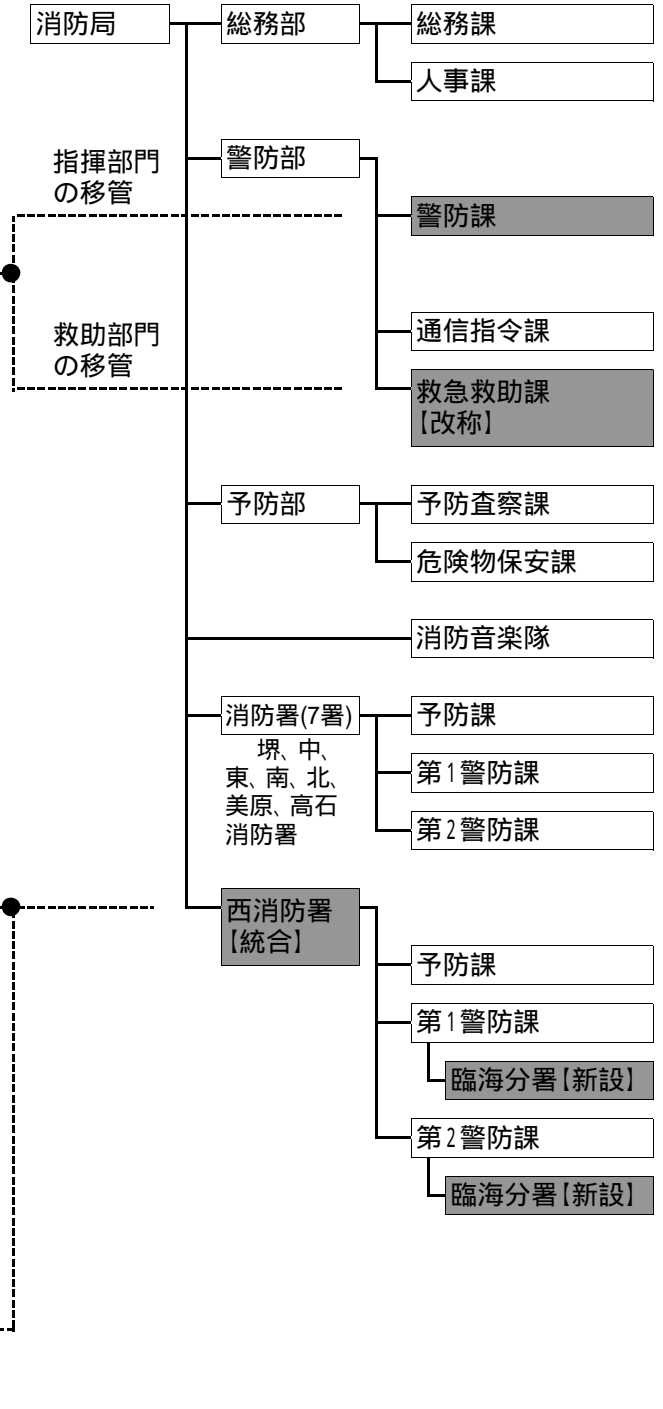 消防局
総務部
総務課
人事課
指揮部門
の移管
警防部
警防課
救助部門
の移管
通信指令課
救急救助課
【改称】
予防部
予防査察課
危険物保安課
消防音楽隊
消防署(7署)
堺、中、
東、南、北、
美原、高石
消防署
予防課
第1警防課
第2警防課
西消防署
【統合】
予防課
第1警防課
臨海分署【新設】
第2警防課
臨海分署【新設】